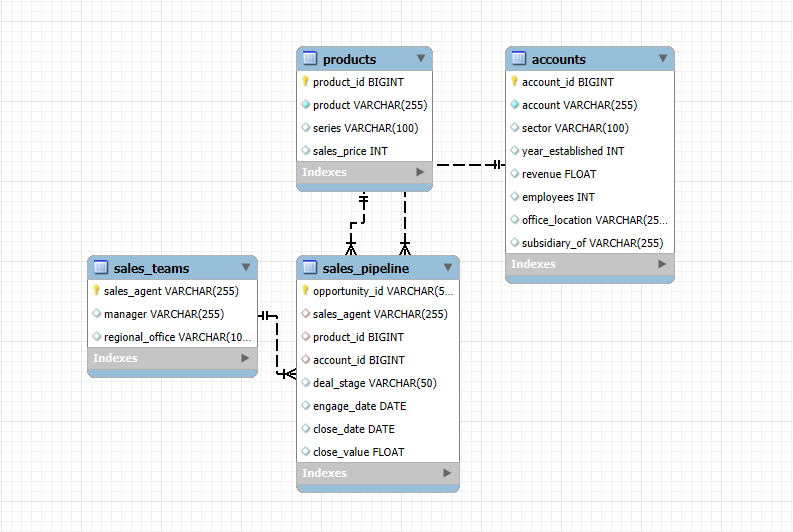 products
product_id BIGINT
product VARCHAR(255)
series VARCHAR(100)
sales_price INT
Indexes
accounts
account_id BIGINT
account VARCHAR(255)
sector VARCHAR(100)
year_established INT
revenue FLOAT
employees INT
office_location VARCHAR(25...
subsidiary_of VARCHAR(255)
Indexes
sales_teams
sales_agent VARCHAR(255)
manager VARCHAR(255)
regional_office VARCHAR(10...
Indexes
sales_pipeline
opportunity_id VARCHAR(5...
sales_agent VARCHAR(255)
product_id BIGINT
account_id BIGINT
deal_stage VARCHAR(50)
engage_date DATE
close_date DATE
close_value FLOAT
Indexes